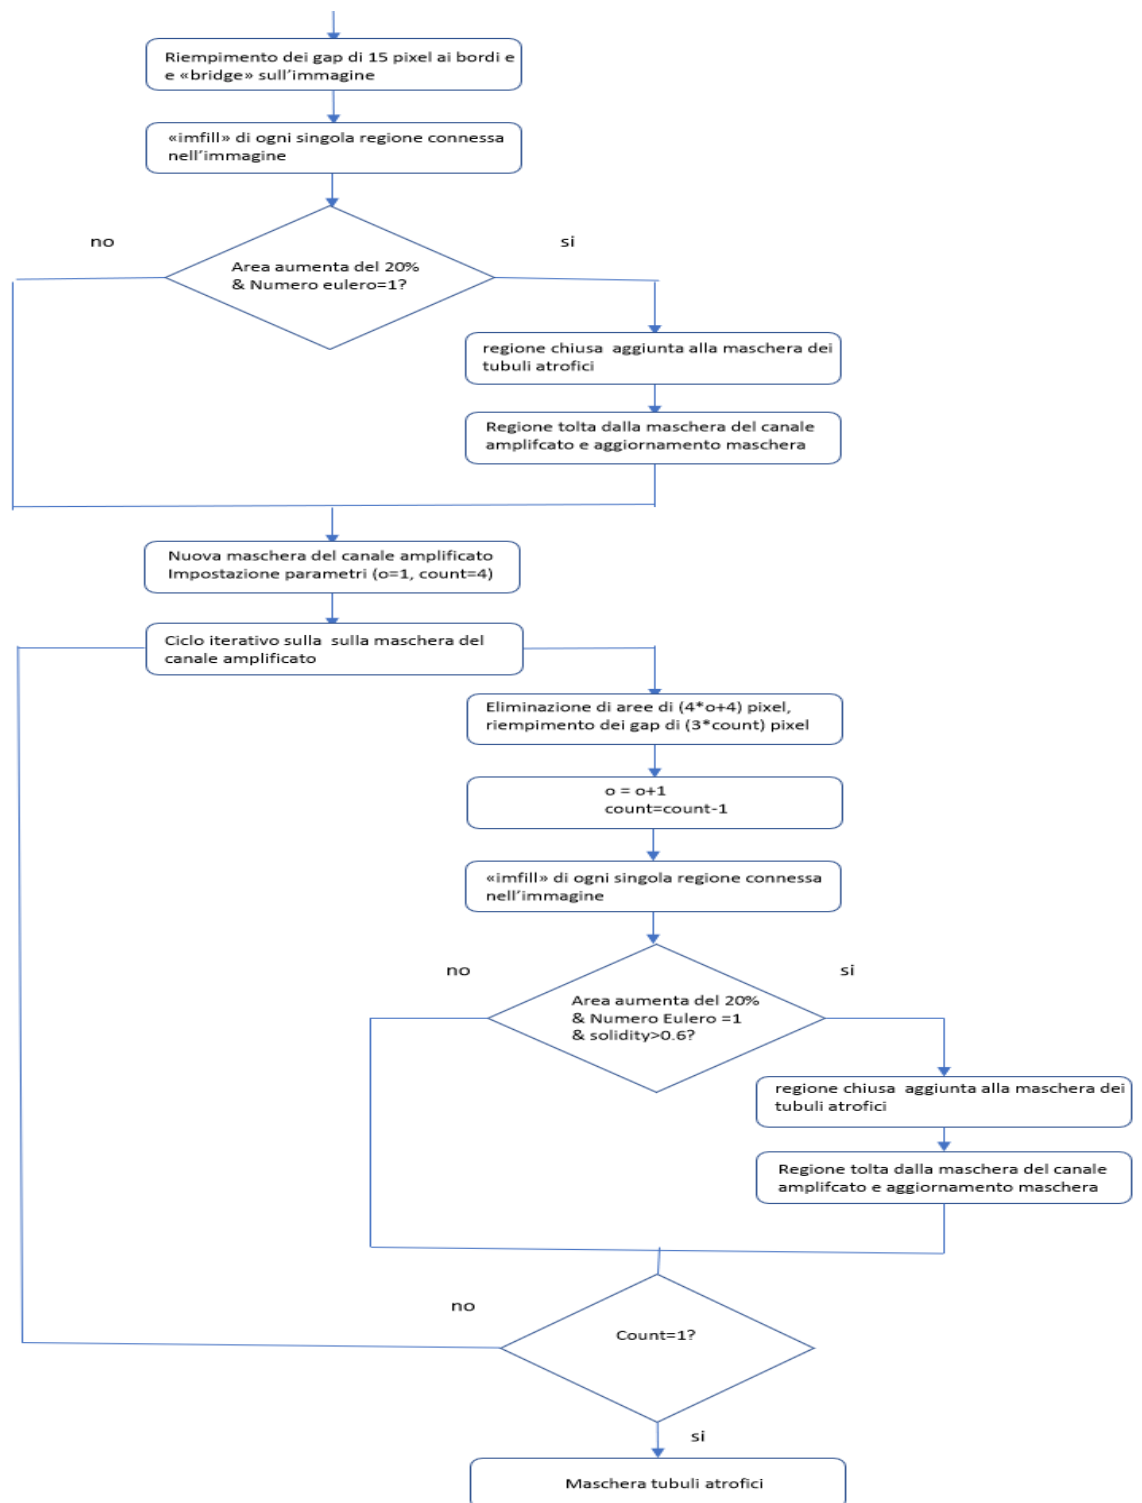 Riempimento dei gap di 15 pixel ai bordi e
e «bridge» sull'immagine
«imfill» di ogni singola regione connessa
nell'immagine
no
si
Area aumenta del 20%
& Numero eulero=1?
regione chiusa aggiunta alla maschera dei
tubuli atrofici
Regione tolta dalla maschera del canale
amplifcato e aggiornamento maschera
Nuova maschera del canale amplificato
Impostazione parametri (o=1, count=4)
Ciclo iterativo sulla sulla maschera del
canale amplificato
Eliminazione di aree di (4*o+4) pixel,
riempimento dei gap di (3*count) pixel
o = o+1
count=count-1
«imfill» di ogni singola regione connessa
nell'immagine
no
si
Area aumenta del 20%
& Numero Eulero =1
& solidity>0.6?
regione chiusa aggiunta alla maschera dei
tubuli atrofici
Regione tolta dalla maschera del canale
amplifcato e aggiornamento maschera
no
Count=1?
si
Maschera tubuli atrofici